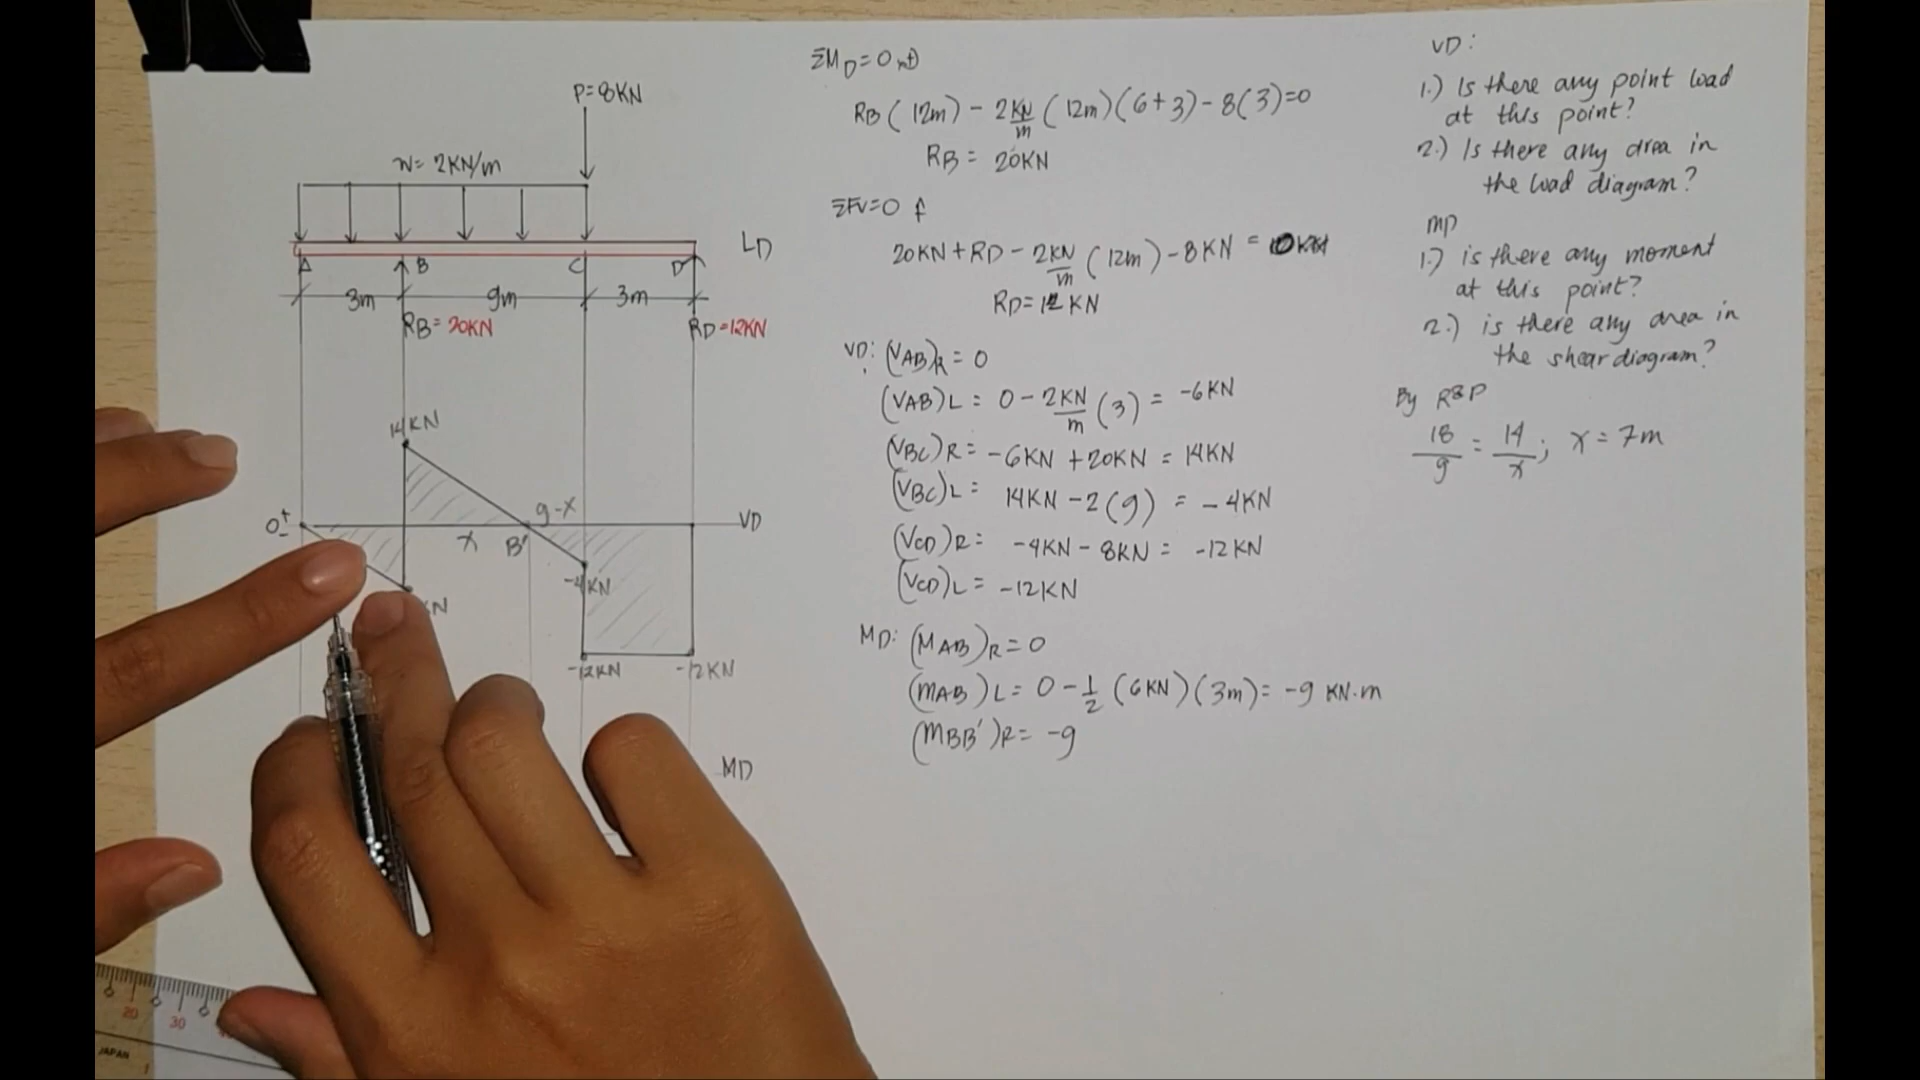 P=8KN
w= 2KN/m
LD
A
B
C
D
3m
9m
3m
RB= 20KN
RD=12KN
14KN
0
+
-
x
B'
9-x
VD
-4KN
KN
-12KN
-12KN
MD
ΣM_D=0
RB(12m) - 2KN/m (12m)(6+3)-8(3)=0
RB = 20KN
ΣFV=0
20KN+RD-2KN/m (12m)-8KN =
RD=12KN
VD: (VAB)R = 0
(VAB)L = 0-2KN/m (3) = -6KN
(VBC)R= -6KN+20KN = 14KN
(VBC)L= 14KN-2(9) = -4KN
(VCD)R= -4KN-8KN= -12KN
(VCD)L= -12KN
MD: (MAB)R=0
(MAB)L= 0-1/2 (6KN)(3m)= -9 KN·m
(MBB')R= -9
VD:
1.) Is there any point load
at this point?
2.) Is there any area in
the load diagram?
MD
1.) is there any moment
at this point?
2.) is there any area in
the shear diagram?
By R&P
18/9 = 14/x; x=7m
20
30
JAPAN